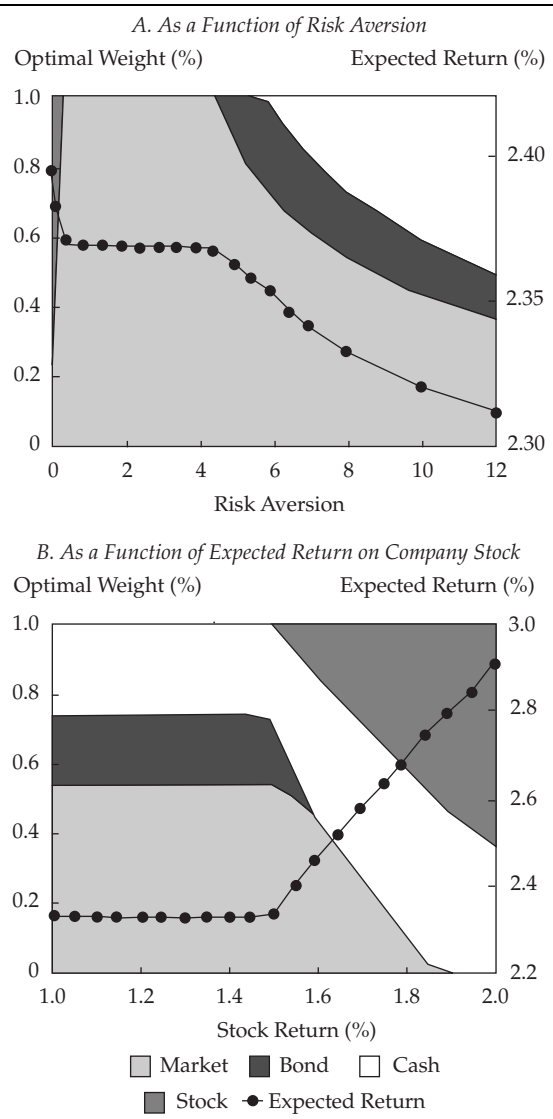 A. As a Function of Risk Aversion
Optimal Weight (%) Expected Return (%)
1.0
2.40
0.8
0.6
2.35
0.4
0.2
0 2.30
0 2 4 6 8 10 12
Risk Aversion
B. As a Function of Expected Return on Company Stock
Optimal Weight (%) Expected Return (%)
1.0 3.0
0.8 2.8
0.6 2.6
0.4
0.2 2.4
0 2.2
1.0 1.2 1.4 1.6 1.8 2.0
Stock Return (%)
Market Bond Cash
Stock Expected Return